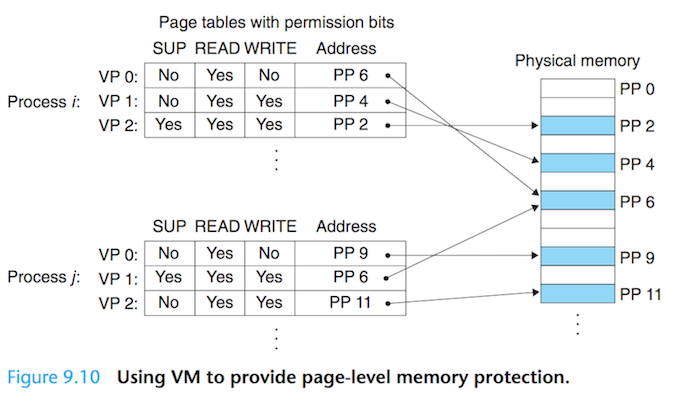 Page tables with permission bits
SUP READ WRITE Address
VP 0: No Yes No PP 6
Process i: VP 1: No Yes Yes PP 4
VP 2: Yes Yes Yes PP 2
Physical memory
PP 0
PP 2
PP 4
PP 6
PP 9
PP 11
SUP READ WRITE Address
VP 0: No Yes No PP 9
Process j: VP 1: Yes Yes Yes PP 6
VP 2: No Yes Yes PP 11
Figure 9.10 Using VM to provide page-level memory protection.